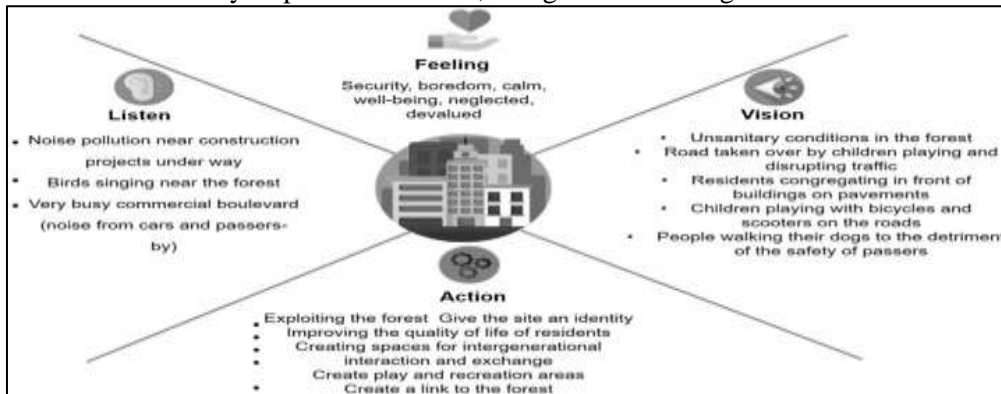 Feeling
Security, boredom, calm,
well-being, neglected,
devalued
Listen
• Noise pollution near construction
projects under way
• Birds singing near the forest
• Very busy commercial boulevard
(noise from cars and passers-
by)
Vision
• Unsanitary conditions in the forest
• Road taken over by children playing and
disrupting traffic
• Residents congregating in front of
buildings on pavements
• Children playing with bicycles and
scooters on the roads
• People walking their dogs to the detriment
of the safety of passers
Action
• Exploiting the forest Give the site an identity
• Improving the quality of life of residents
• Creating spaces for intergenerational
interaction and exchange
• Create play and recreation areas
• Create a link to the forest